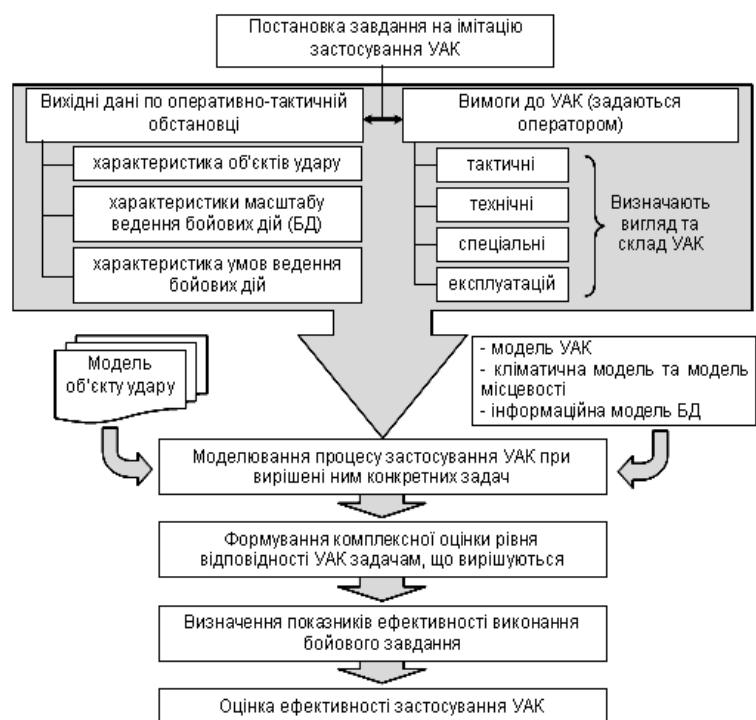 Постановка завдання на імітацію
застосування УАК
Вихідні дані по оперативно-тактичній
обстановці
характеристика об'єктів удару
характеристики масштабу
ведення бойових дій (БД)
характеристика умов ведення
бойових дій
Вимоги до УАК (задаються
оператором)
тактичні
технічні
спеціальні
експлуатацій
Визначають
вигляд та
склад УАК
Модель
об'єкту удару
- модель УАК
- кліматична модель та модель
місцевості
- інформаційна модель БД
Моделювання процесу застосування УАК при
вирішені ним конкретних задач
Формування комплексної оцінки рівня
відповідності УАК задачам, що вирішуються
Визначення показників ефективності виконання
бойового завдання
Оцінка ефективності застосування УАК